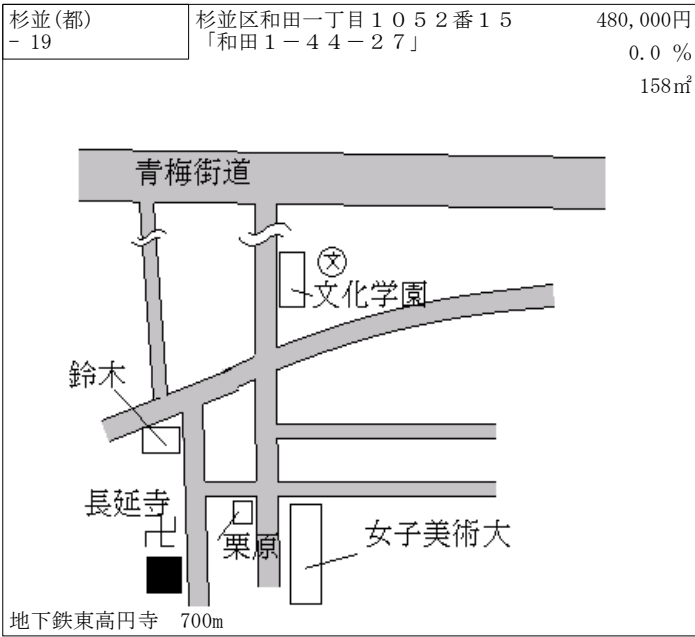 杉並(都)
- 19
杉並区和田一丁目１０５２番１５
「和田１－４４－２７」
480,000円
0.0 %
158㎡
青梅街道
文
文化学園
鈴木
長延寺
卍
栗原
女子美術大
地下鉄東高円寺　700m